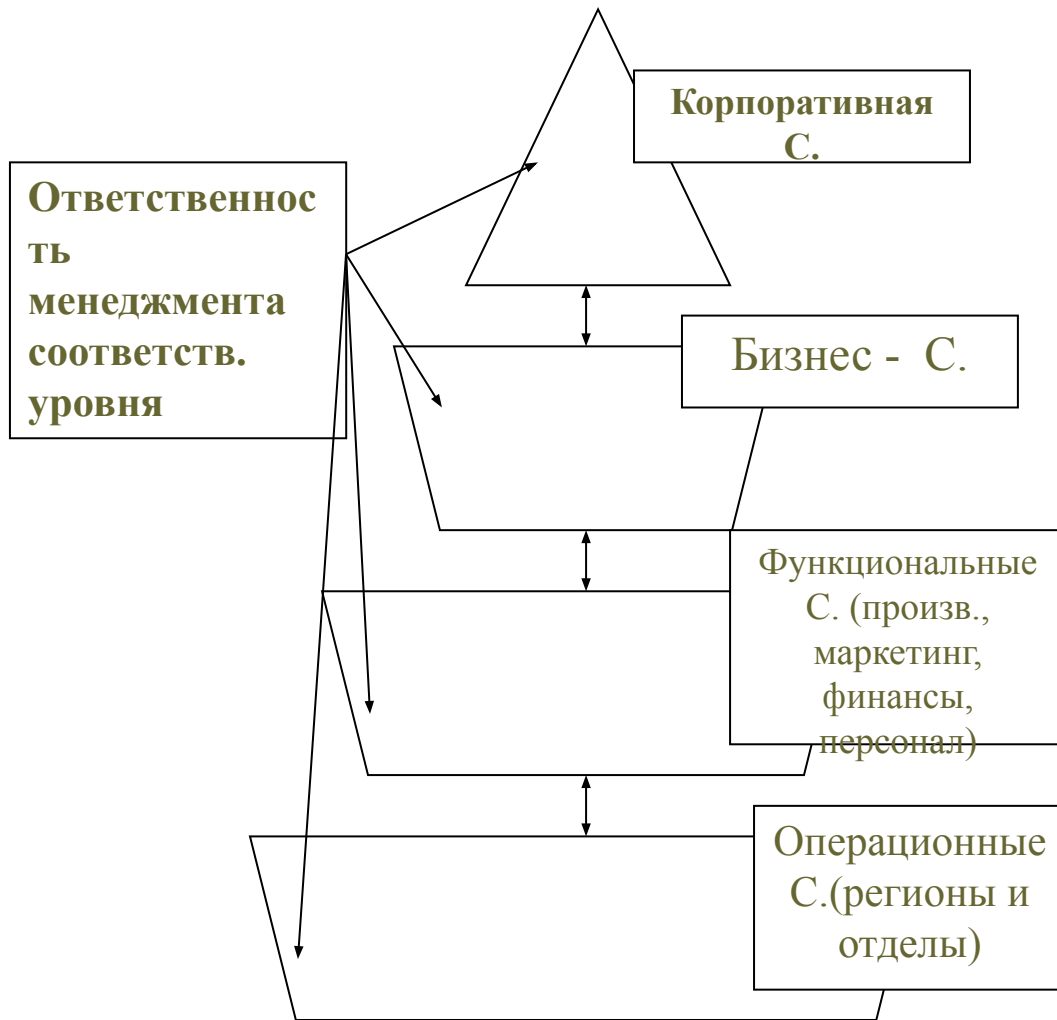 Корпоративная
С.
Ответственнос
ть
менеджмента
соответств.
уровня
Бизнес - С.
Функциональные
С. (произв.,
маркетинг,
финансы,
персонал)
Операционные
С.(регионы и
отделы)